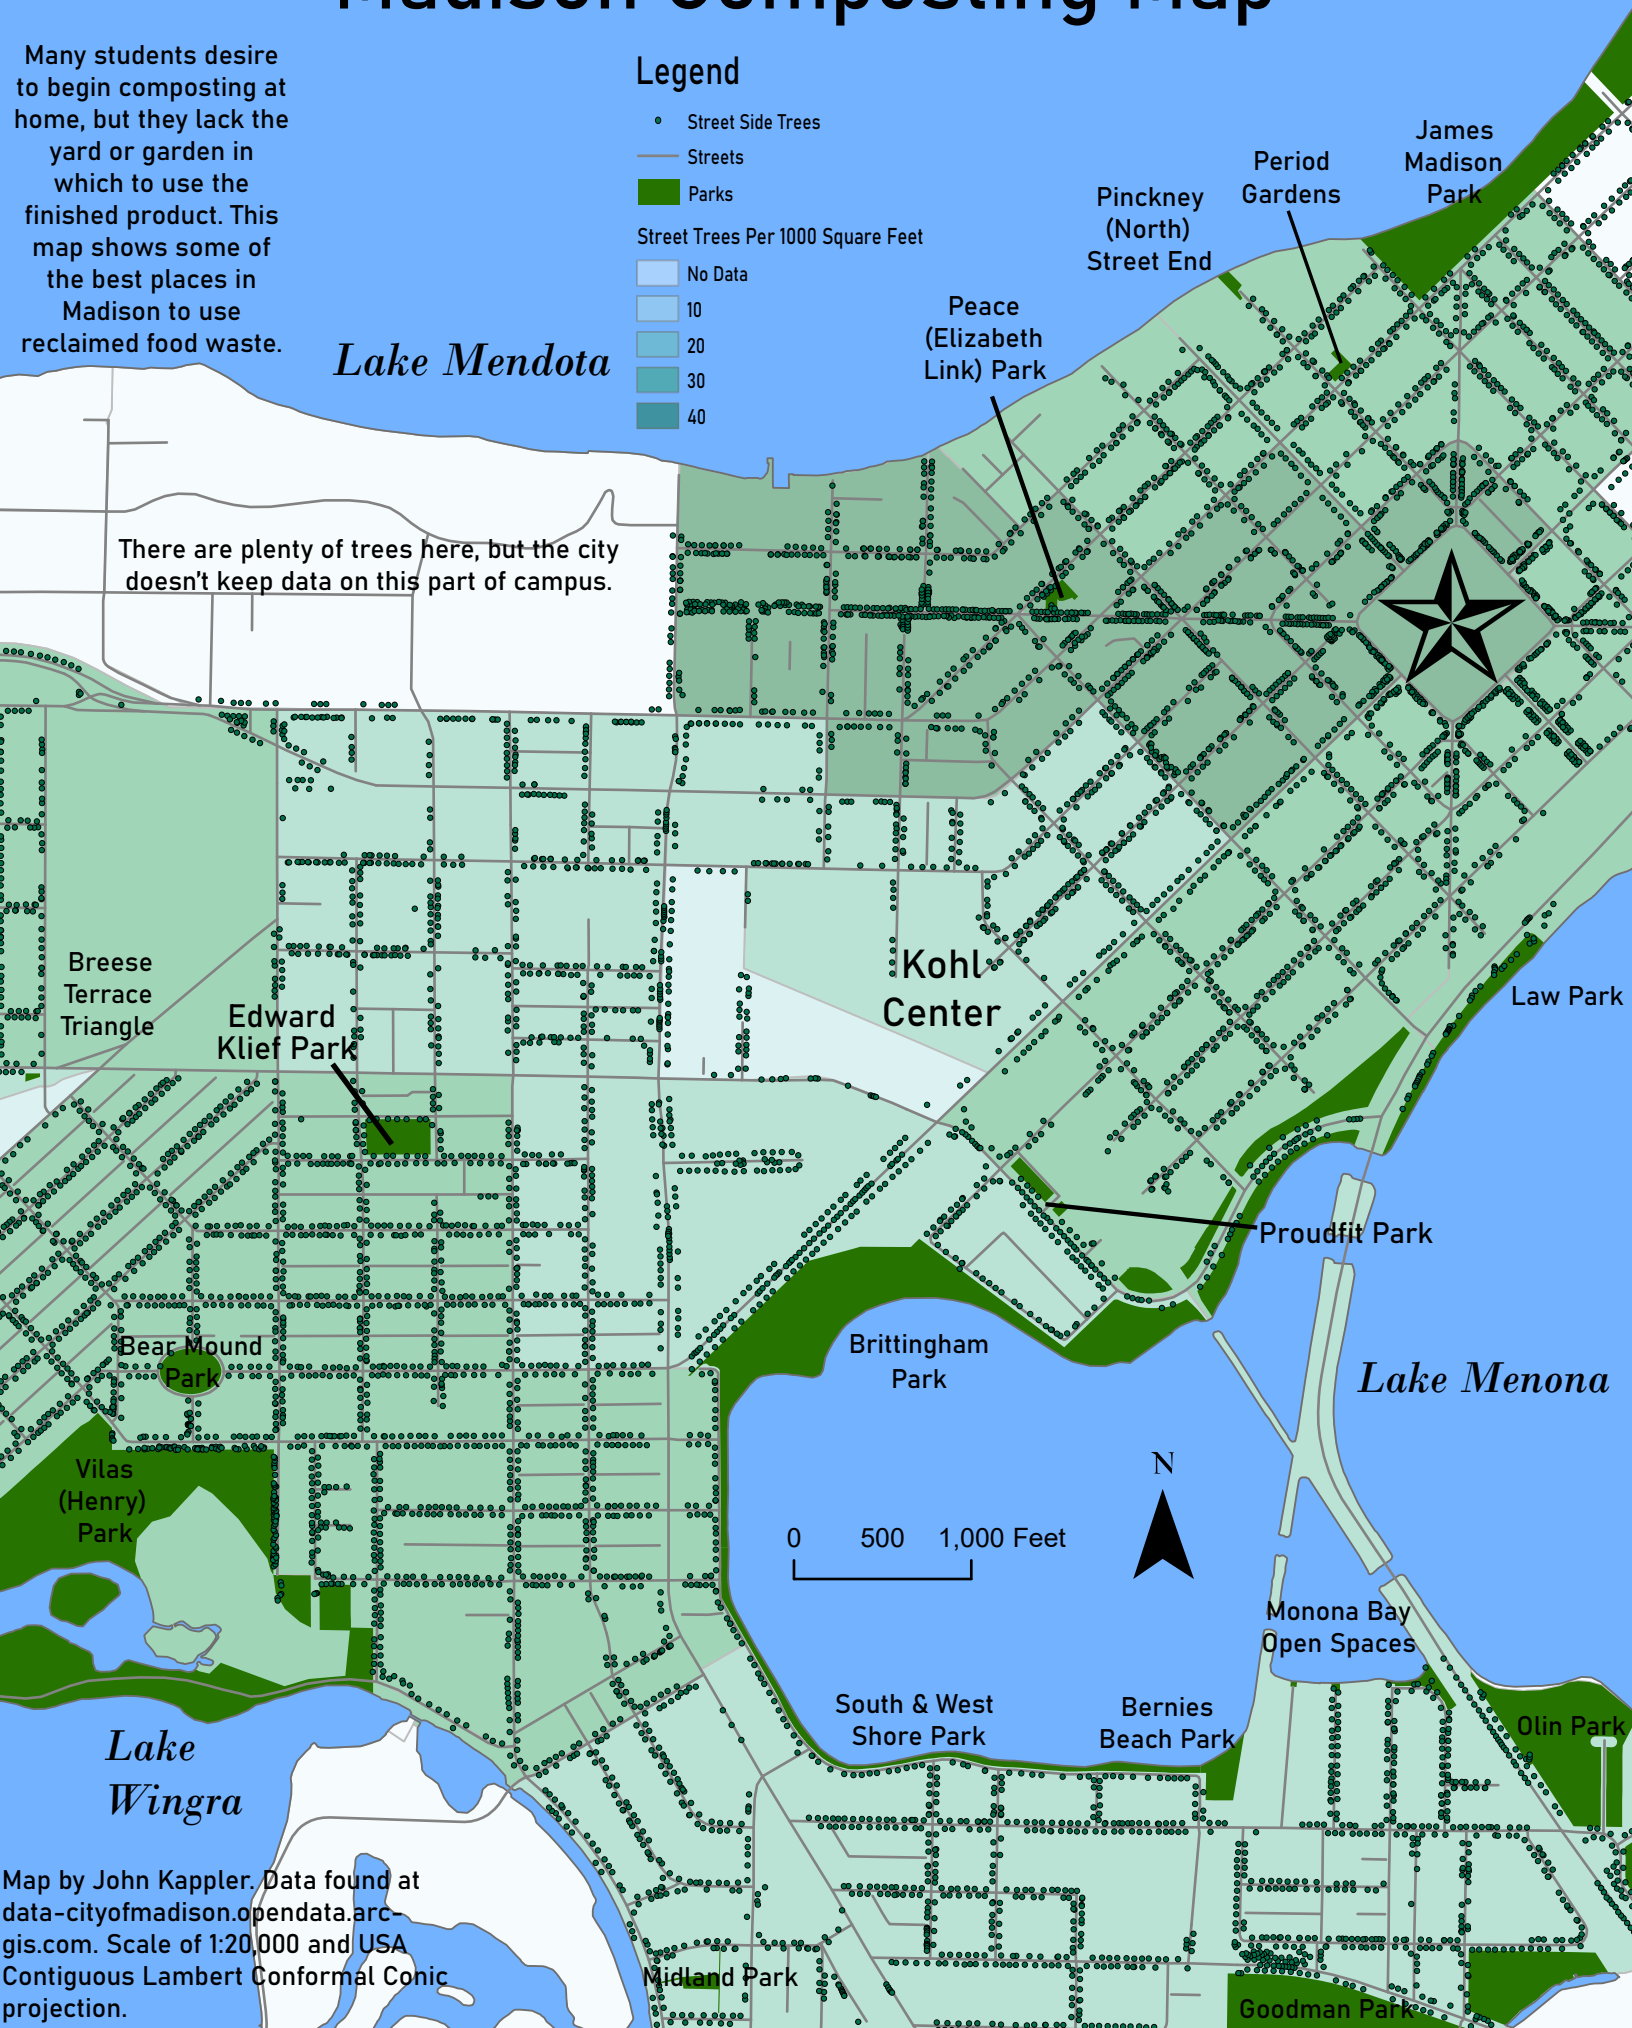 Madison Composting Map
Many students desire
to begin composting at
home, but they lack the
yard or garden in
which to use the
finished product. This
map shows some of
the best places in
Madison to use
reclaimed food waste.
Legend
Street Side Trees
Streets
Parks
Street Trees Per 1000 Square Feet
No Data
10
20
30
40
James
Madison
Park
Period
Gardens
Pinckney
(North)
Street End
Peace
(Elizabeth
Link) Park
Lake Mendota
There are plenty of trees here, but the city
doesn't keep data on this part of campus.
Breese
Terrace
Triangle
Edward
Klief Park
Kohl
Center
Law Park
Proudfit Park
Bear Mound
Park
Brittingham
Park
Lake Menona
Vilas
(Henry)
Park
N
0 500 1,000 Feet
Monona Bay
Open Spaces
South & West
Shore Park
Bernies
Beach Park
Olin Park
Lake
Wingra
Map by John Kappler. Data found at
data-cityofmadison.opendata.arc-
gis.com. Scale of 1:20,000 and USA
Contiguous Lambert Conformal Conic
projection.
Midland Park
Goodman Park